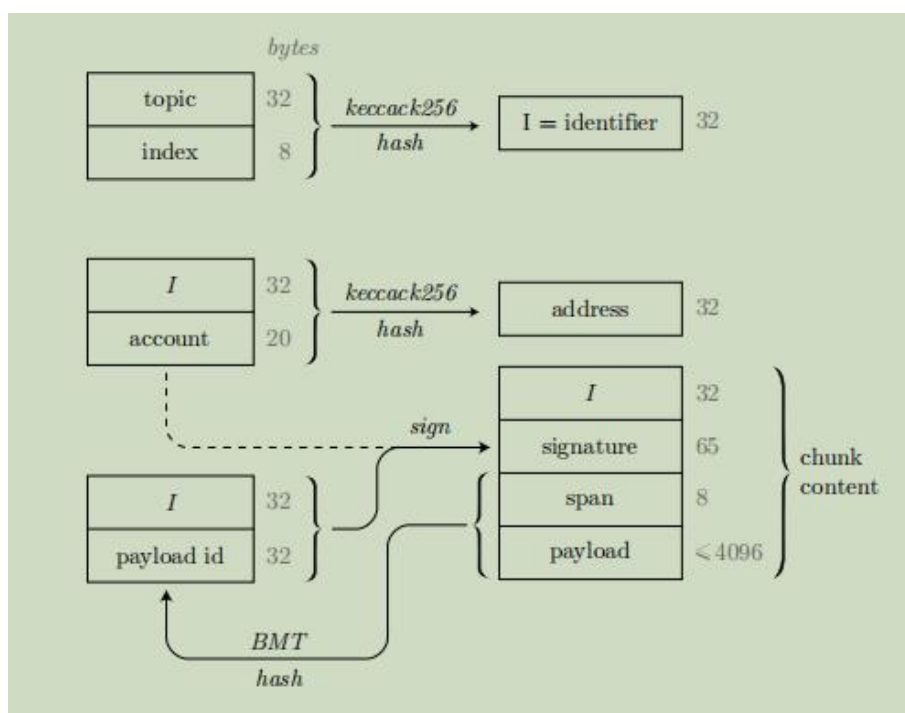 bytes
topic 32
index 8
keccack256
hash
I = identifier 32
I 32
account 20
keccack256
hash
address 32
sign
I 32
signature 65
span 8
payload ⩽4096
chunk
content
I 32
payload id 32
BMT
hash